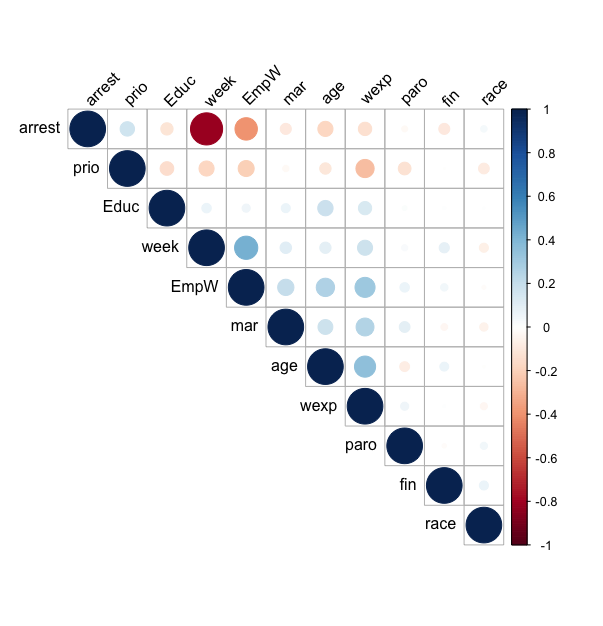 arrest prio Educ week EmpW mar age wexp paro fin race
arrest
prio
Educ
week
EmpW
mar
age
wexp
paro
fin
race
1
0.8
0.6
0.4
0.2
0
-0.2
-0.4
-0.6
-0.8
-1